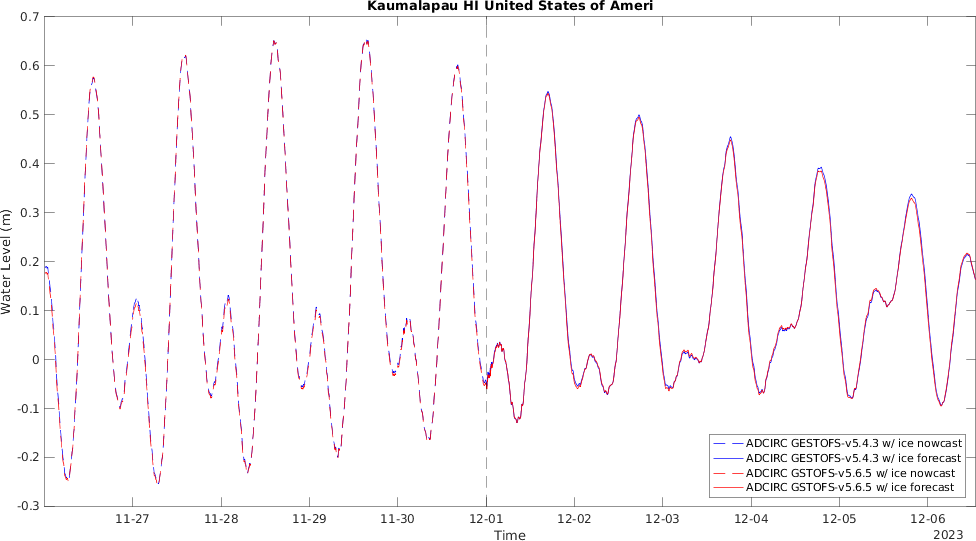 Kaumalapau HI United States of Ameri
0.7
0.6
0.5
0.4
0.3
0.2
0.1
0
-0.1
-0.2
-0.3
Water Level (m)
ADCIRC GESTOFS-v5.4.3 w/ ice nowcast
ADCIRC GESTOFS-v5.4.3 w/ ice forecast
ADCIRC GSTOFS-v5.6.5 w/ ice nowcast
ADCIRC GSTOFS-v5.6.5 w/ ice forecast
11-27 11-28 11-29 11-30 12-01 12-02 12-03 12-04 12-05 12-06
Time
2023